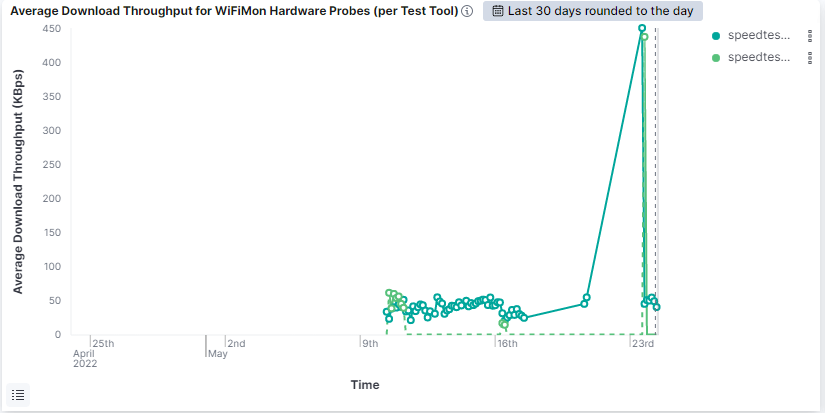 Average Download Throughput for WiFiMon Hardware Probes (per Test Tool)
Last 30 days rounded to the day
speedtes...
speedtes...
Average Download Throughput (KBps)
450
400
350
300
250
200
150
100
50
0
25th
April
2022
2nd
May
9th
16th
23rd
Time